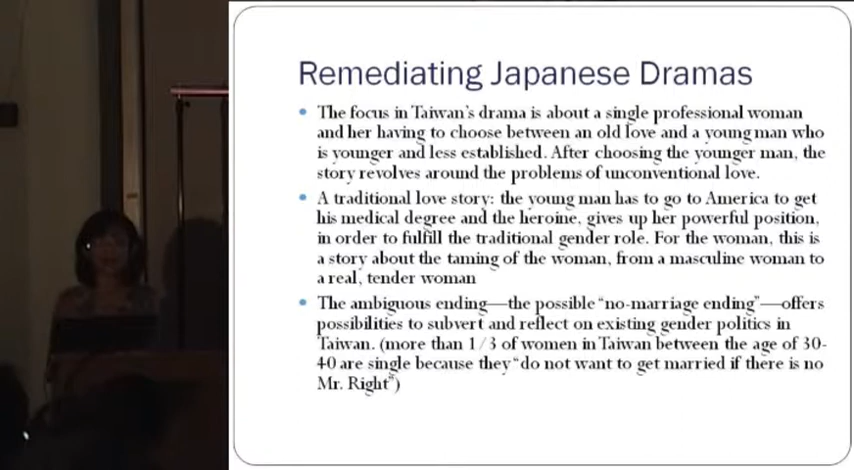 Remediating Japanese Dramas
• The focus in Taiwan's drama is about a single professional woman
and her having to choose between an old love and a young man who
is younger and less established. After choosing the younger man, the
story revolves around the problems of unconventional love.
• A traditional love story: the young man has to go to America to get
his medical degree and the heroine, gives up her powerful position,
in order to fulfill the traditional gender role. For the woman, this is
a story about the taming of the woman, from a masculine woman to
a real, tender woman
• The ambiguous ending—the possible "no-marriage ending"—offers
possibilities to subvert and reflect on existing gender politics in
Taiwan. (more than 1/3 of women in Taiwan between the age of 30-
40 are single because they "do not want to get married if there is no
Mr. Right")